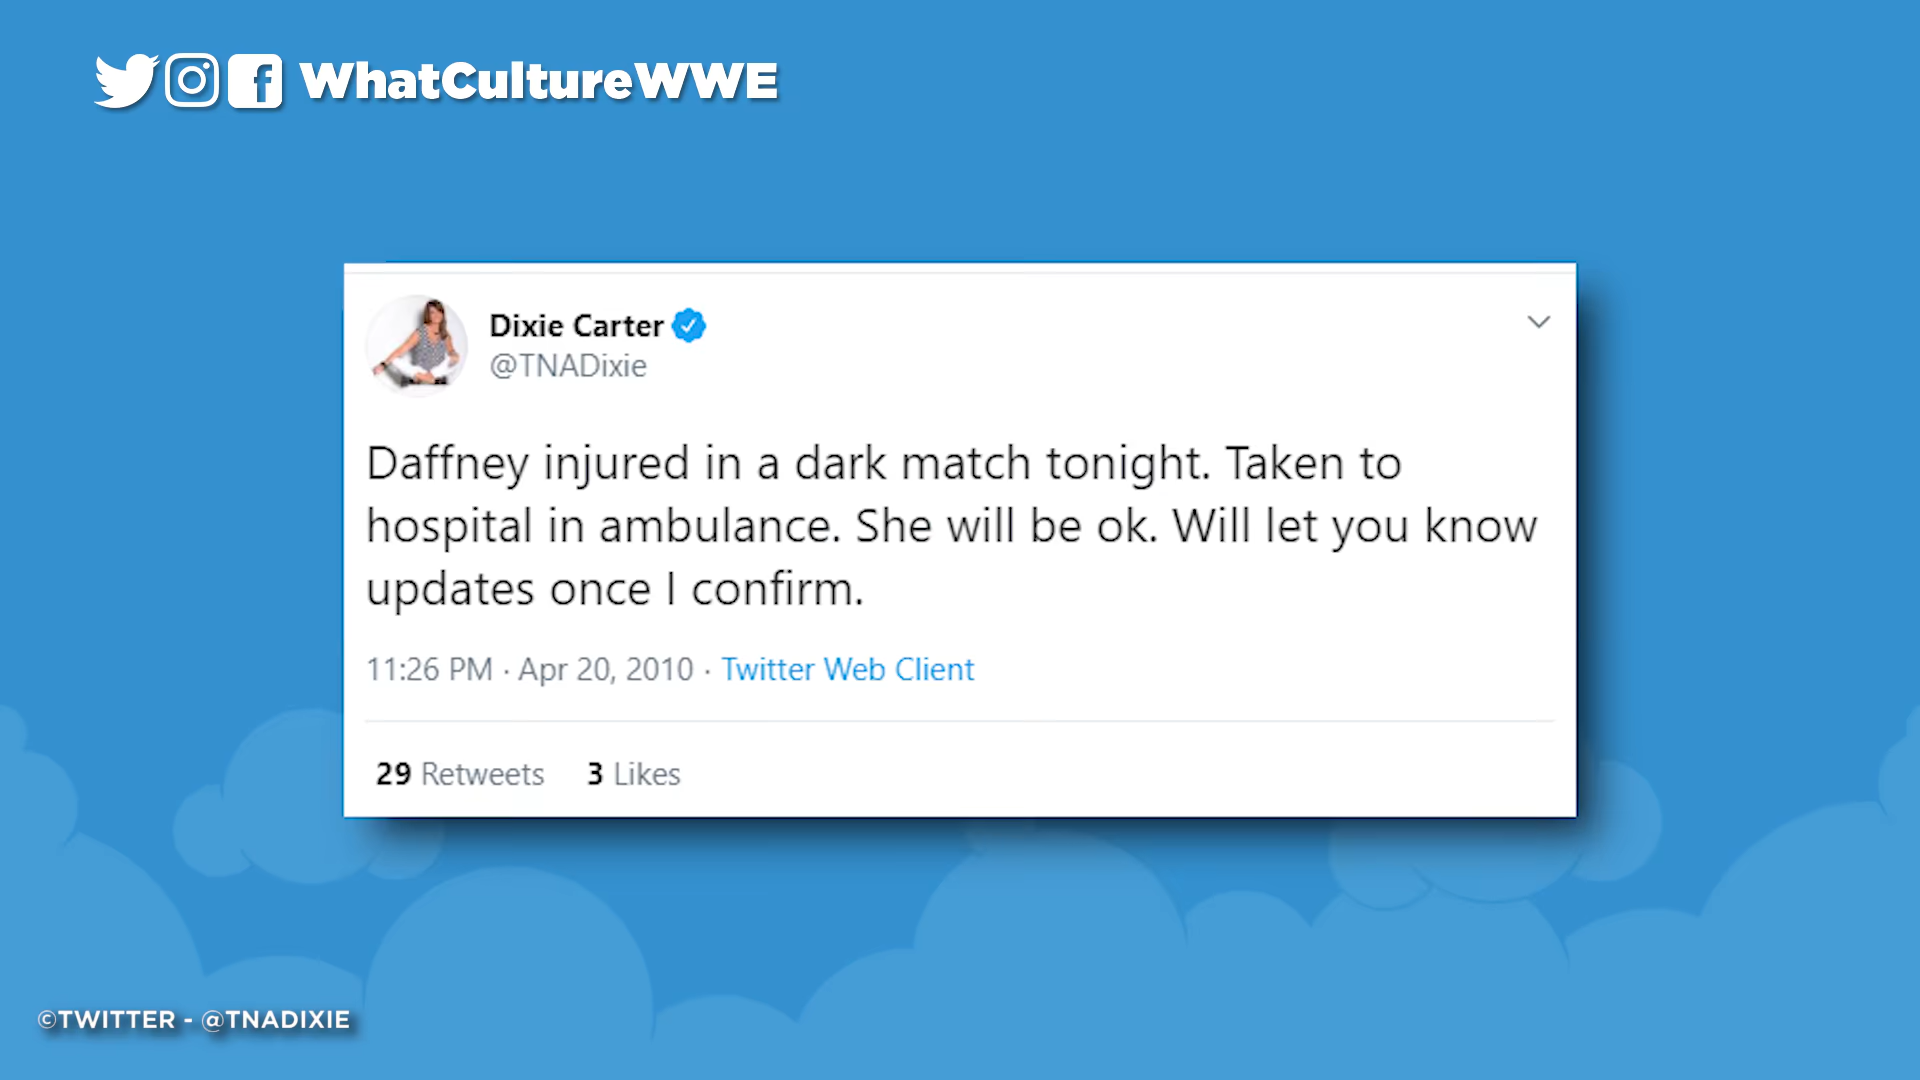 WhatCultureWWE
Dixie Carter
@TNADixie
Daffney injured in a dark match tonight. Taken to
hospital in ambulance. She will be ok. Will let you know
updates once I confirm.
11:26 PM · Apr 20, 2010 · Twitter Web Client
29 Retweets 3 Likes
©TWITTER - @TNADIXIE